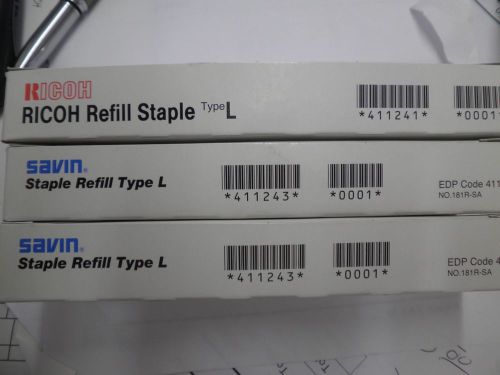 RICOH
RICOH Refill Staple Type L
*411241* *0001*
savin®
Staple Refill Type L
*411243* *0001*
EDP Code 411
NO.181R-SA
savin®
Staple Refill Type L
*411243* *0001*
EDP Code 4
NO.181R-SA